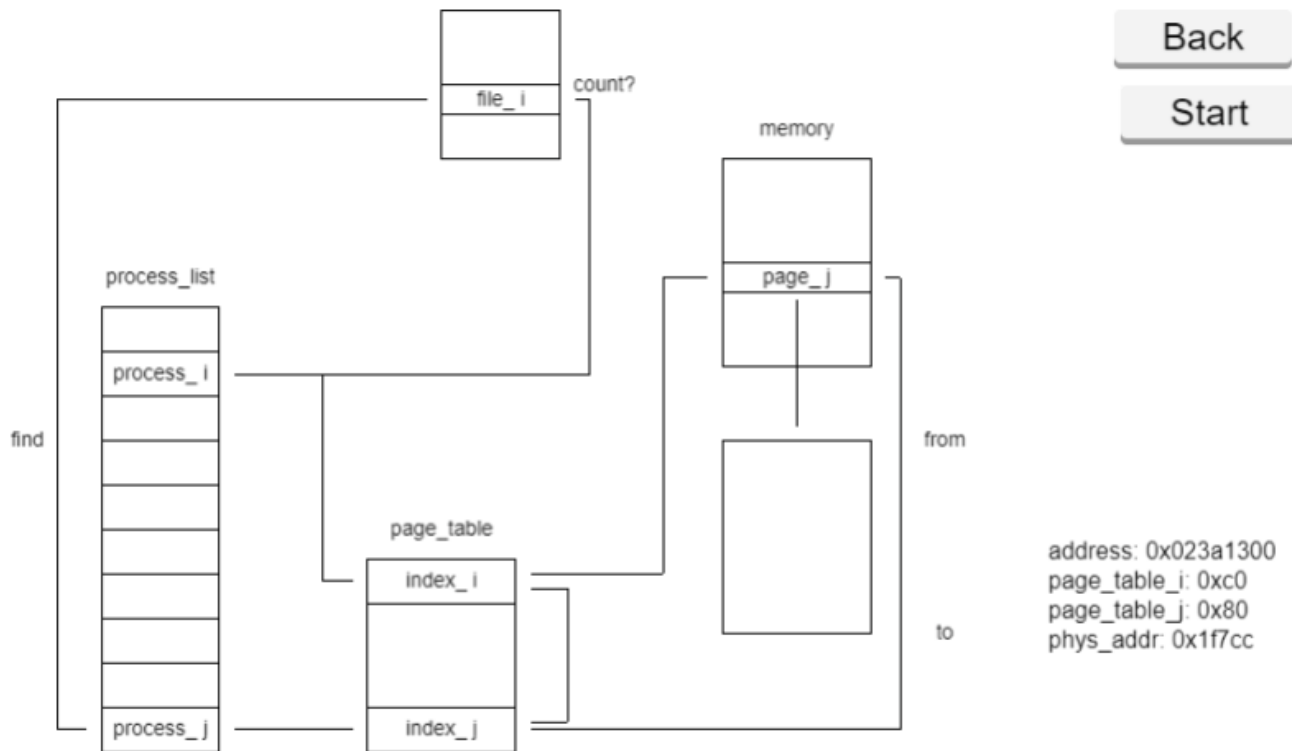 Back
count?
file_ i
Start
memory
process_list
page_ j
process_ i
find
from
page_table
address: 0x023a1300
index_ i
page_table_i: 0xc0
page_table_j: 0x80
to
phys_addr: 0x1f7cc
process_ j
index_ j